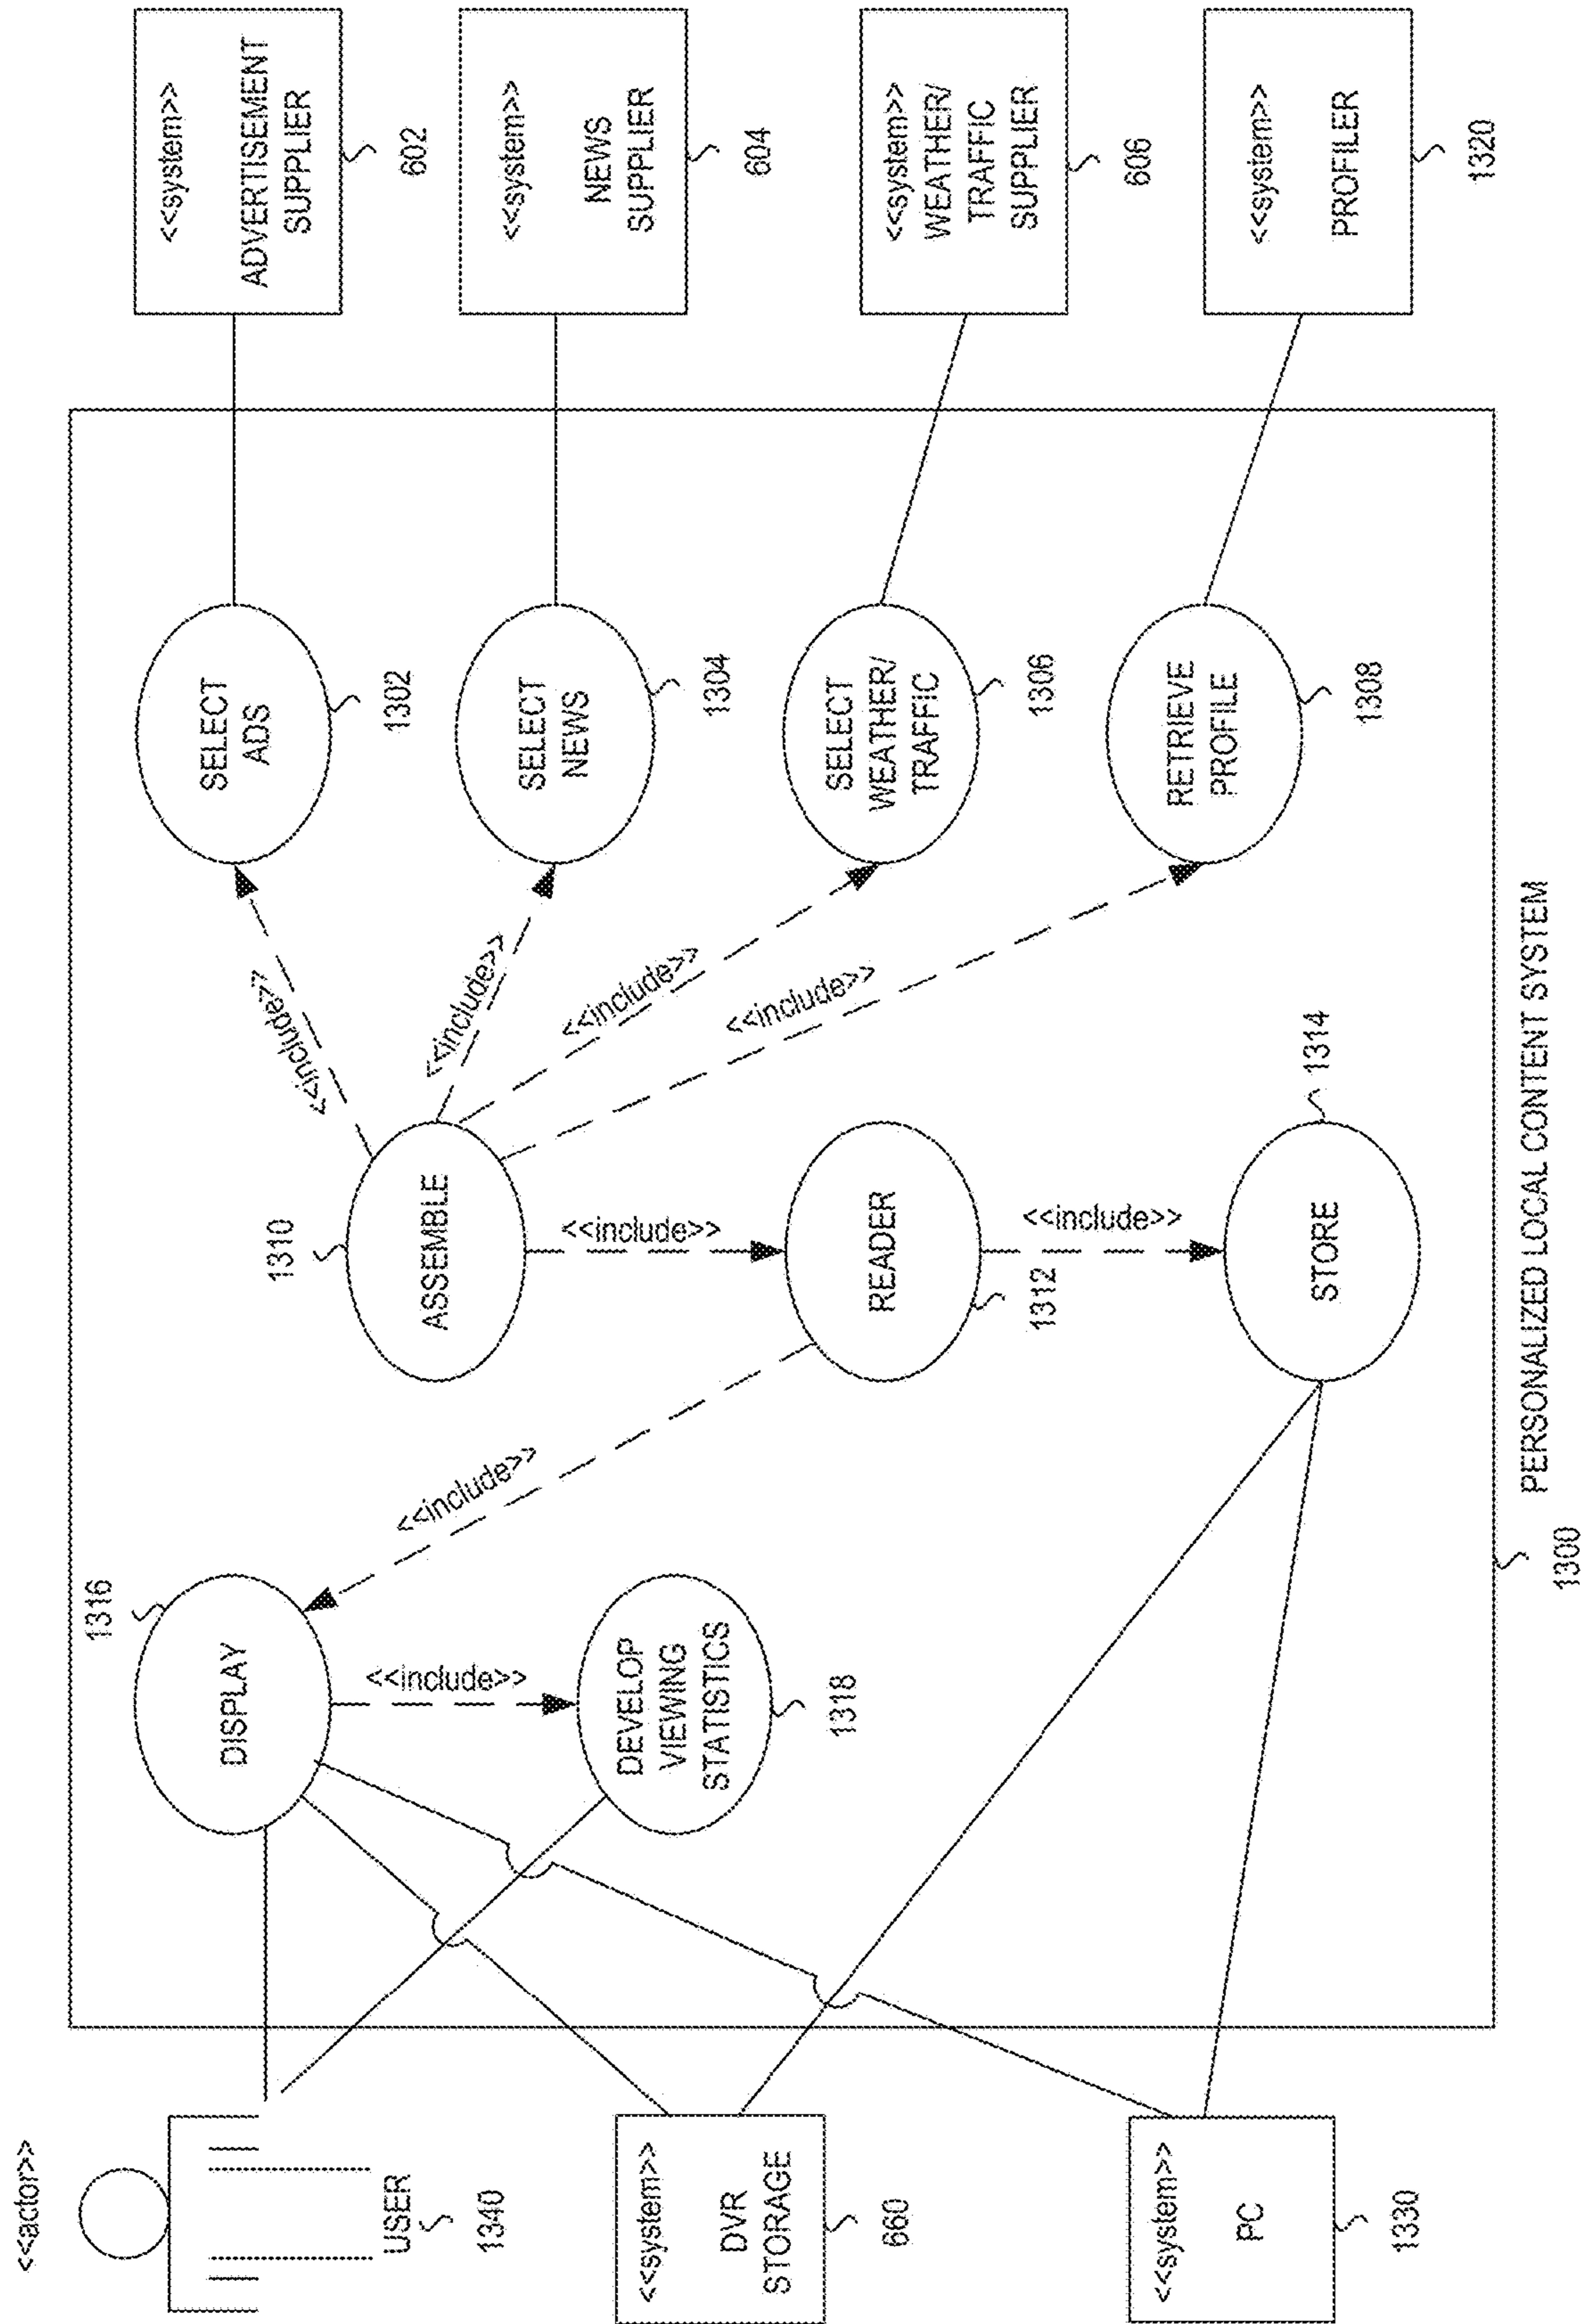 <<actor>>
USER
1340
<<system>>
DVR
STORAGE
660
<<system>>
PC
1330
DISPLAY
1316
<<include>>
DEVELOP
VIEWING
STATISTICS
1318
<<include>>
1310
ASSEMBLE
<<include>>
READER
1312
<<include>>
STORE
1314
<<include>>
<<include>>
<<include>>
<<include>>
SELECT
ADS
1302
SELECT
NEWS
1304
SELECT
WEATHER/
TRAFFIC
1306
RETRIEVE
PROFILE
1308
<<system>>
ADVERTISEMENT
SUPPLIER
602
<<system>>
NEWS
SUPPLIER
604
<<system>>
WEATHER/
TRAFFIC
SUPPLIER
606
<<system>>
PROFILER
1320
1300
PERSONALIZED LOCAL CONTENT SYSTEM